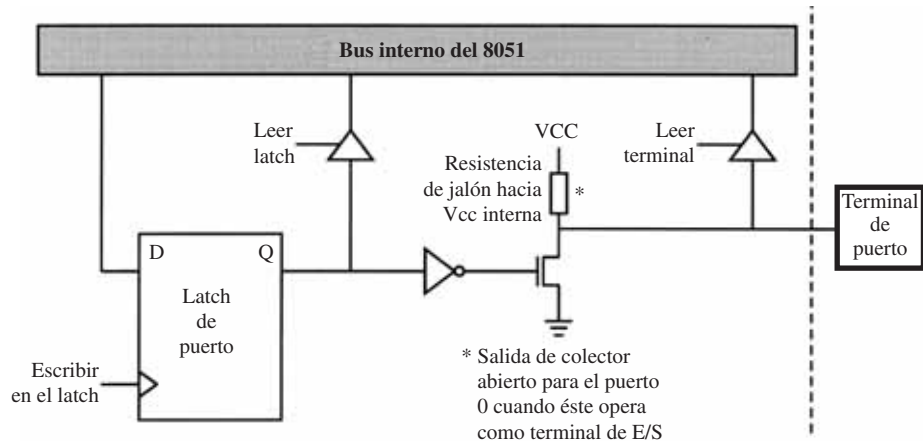 Bus interno del 8051
Leer
latch
VCC
Leer
terminal
Resistencia
de jalón hacia
Vcc interna
*
Terminal
de
puerto
D
Q
Latch
de
puerto
Escribir
en el latch
* Salida de colector
abierto para el puerto
0 cuando éste opera
como terminal de E/S